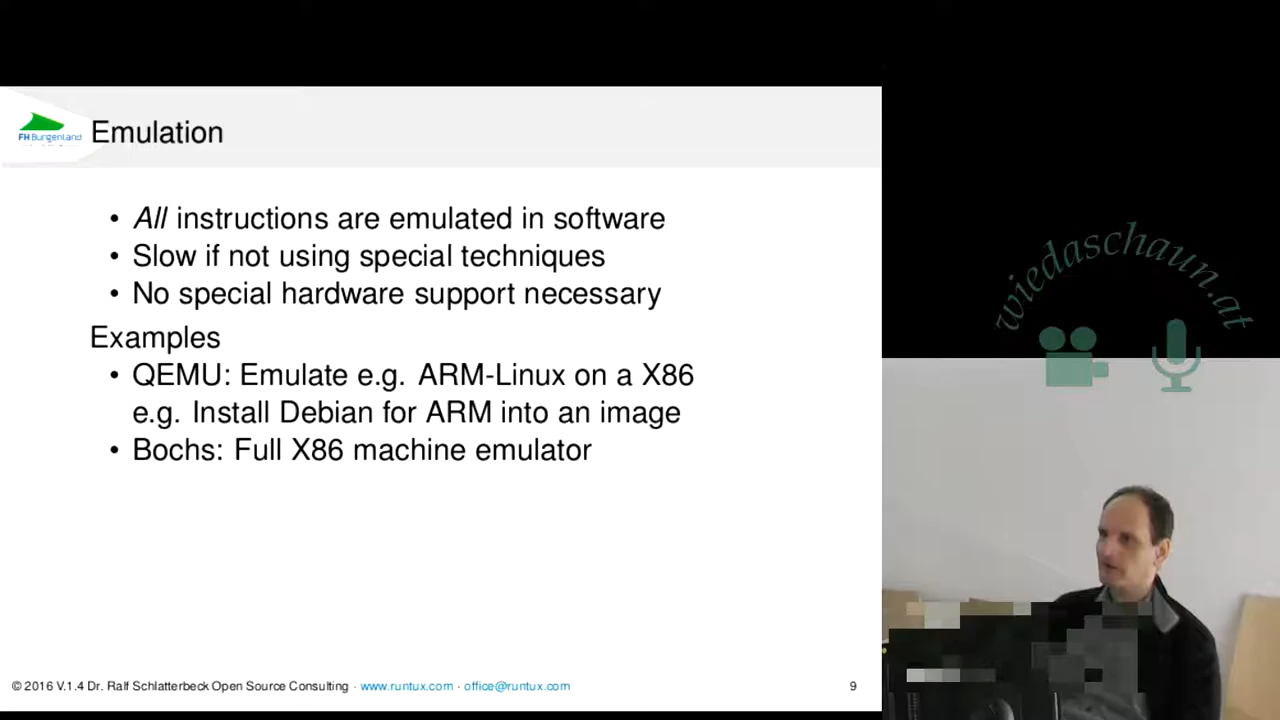 FH Burgenland
Emulation
• All instructions are emulated in software
• Slow if not using special techniques
• No special hardware support necessary
Examples
• QEMU: Emulate e.g. ARM-Linux on a X86
e.g. Install Debian for ARM into an image
• Bochs: Full X86 machine emulator
© 2016 V.1.4 Dr. Ralf Schlatterbeck Open Source Consulting · www.runtux.com · office@runtux.com
9
wiedaschaun.at